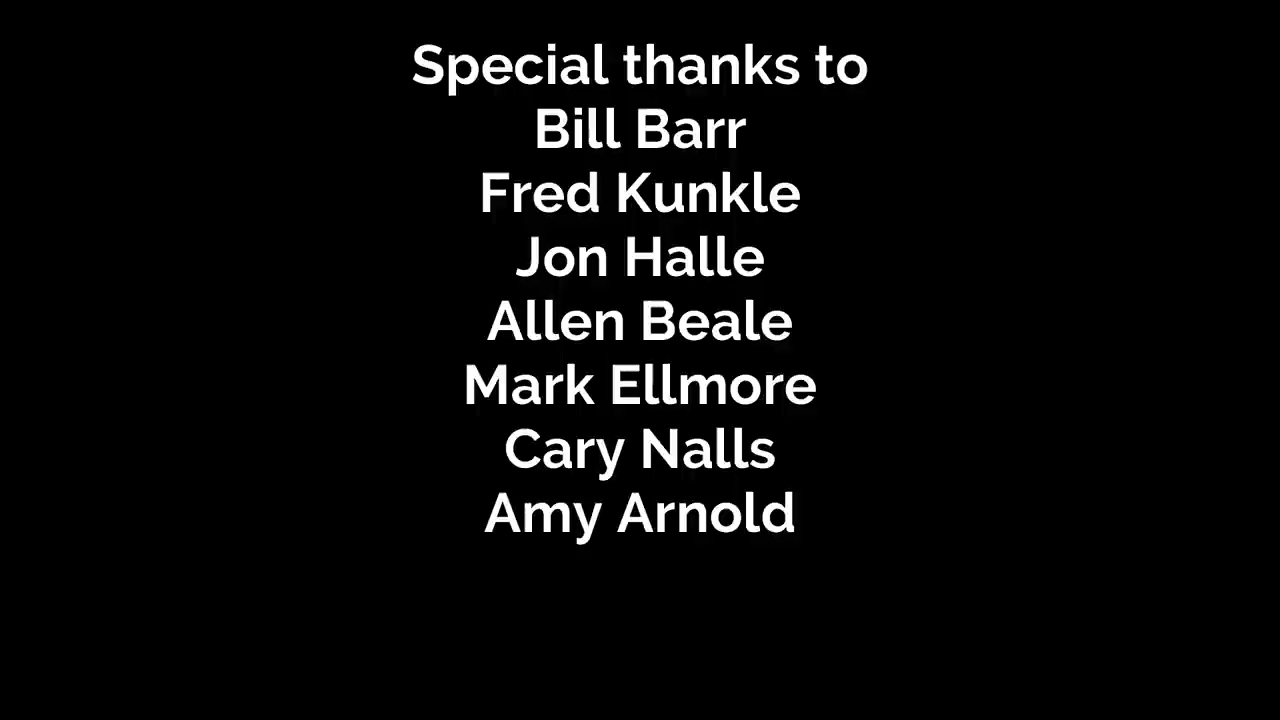 Special thanks to
Bill Barr
Fred Kunkle
Jon Halle
Allen Beale
Mark Ellmore
Cary Nalls
Amy Arnold